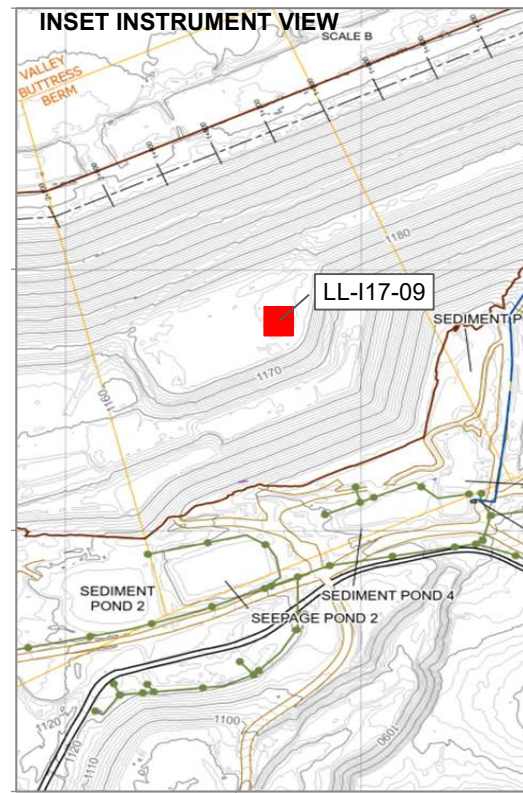 INSET INSTRUMENT VIEW
SCALE B
VALLEY
BUTTRESS
BERM
1180
LL-I17-09
SEDIMENT P
1170
1160
SEDIMENT
POND 2
SEDIMENT POND 4
SEEPAGE POND 2
1120
1100
1120
1110
1090